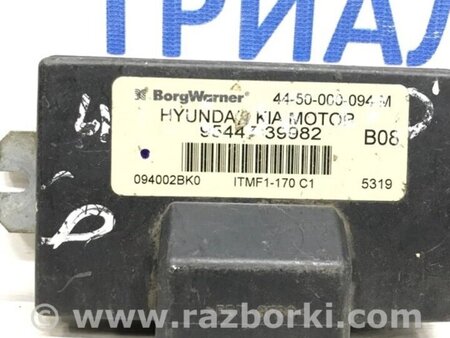 ТРИАЛ
BorgWarner 44-50-000-094 M
HYUNDAI KIA MOTOR
95447-39982 B08
094002BK0 ITMF1-170 C1 5319
www.razborki.com